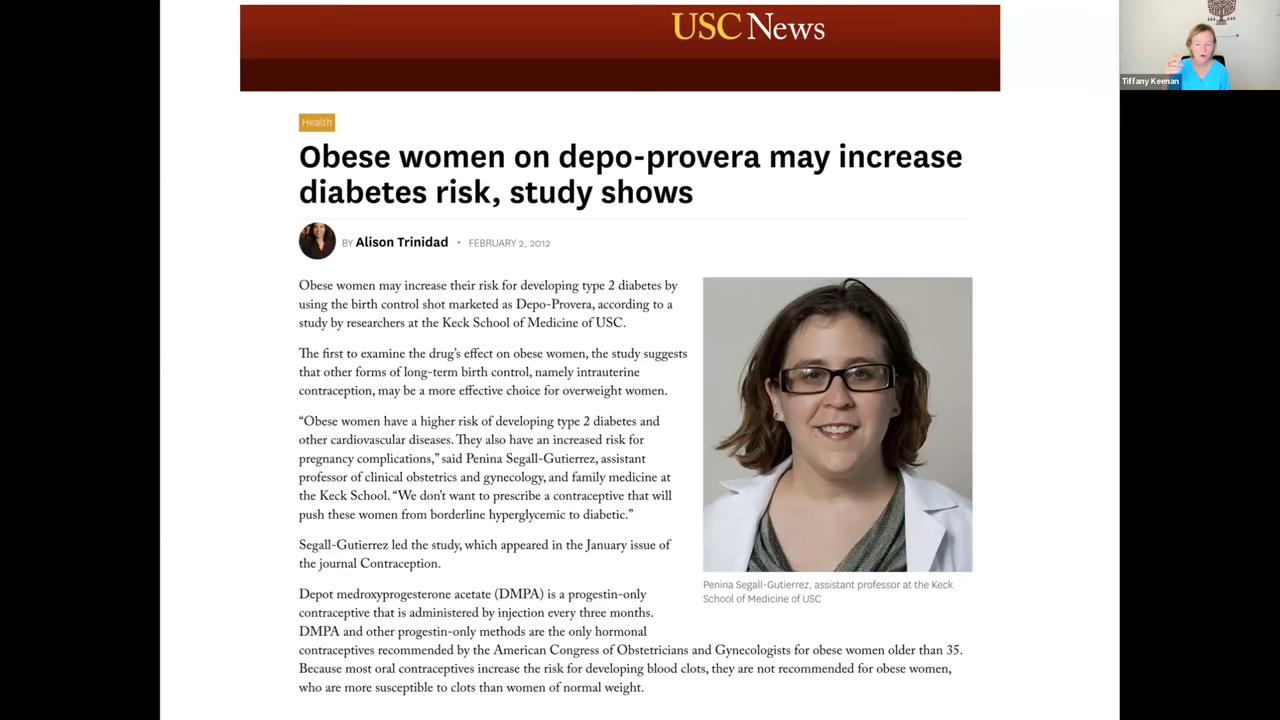 USC News
Tiffany Keenan
Health
Obese women on depo-provera may increase
diabetes risk, study shows
BY Alison Trinidad • FEBRUARY 2, 2012
Obese women may increase their risk for developing type 2 diabetes by
using the birth control shot marketed as Depo-Provera, according to a
study by researchers at the Keck School of Medicine of USC.
The first to examine the drug's effect on obese women, the study suggests
that other forms of long-term birth control, namely intrauterine
contraception, may be a more effective choice for overweight women.
“Obese women have a higher risk of developing type 2 diabetes and
other cardiovascular diseases. They also have an increased risk for
pregnancy complications,” said Penina Segall-Gutierrez, assistant
professor of clinical obstetrics and gynecology, and family medicine at
the Keck School. “We don't want to prescribe a contraceptive that will
push these women from borderline hyperglycemic to diabetic.”
Segall-Gutierrez led the study, which appeared in the January issue of
the journal Contraception.
Depot medroxyprogesterone acetate (DMPA) is a progestin-only
contraceptive that is administered by injection every three months.
DMPA and other progestin-only methods are the only hormonal
contraceptives recommended by the American Congress of Obstetricians and Gynecologists for obese women older than 35.
Because most oral contraceptives increase the risk for developing blood clots, they are not recommended for obese women,
who are more susceptible to clots than women of normal weight.
Penina Segall-Gutierrez, assistant professor at the Keck
School of Medicine of USC